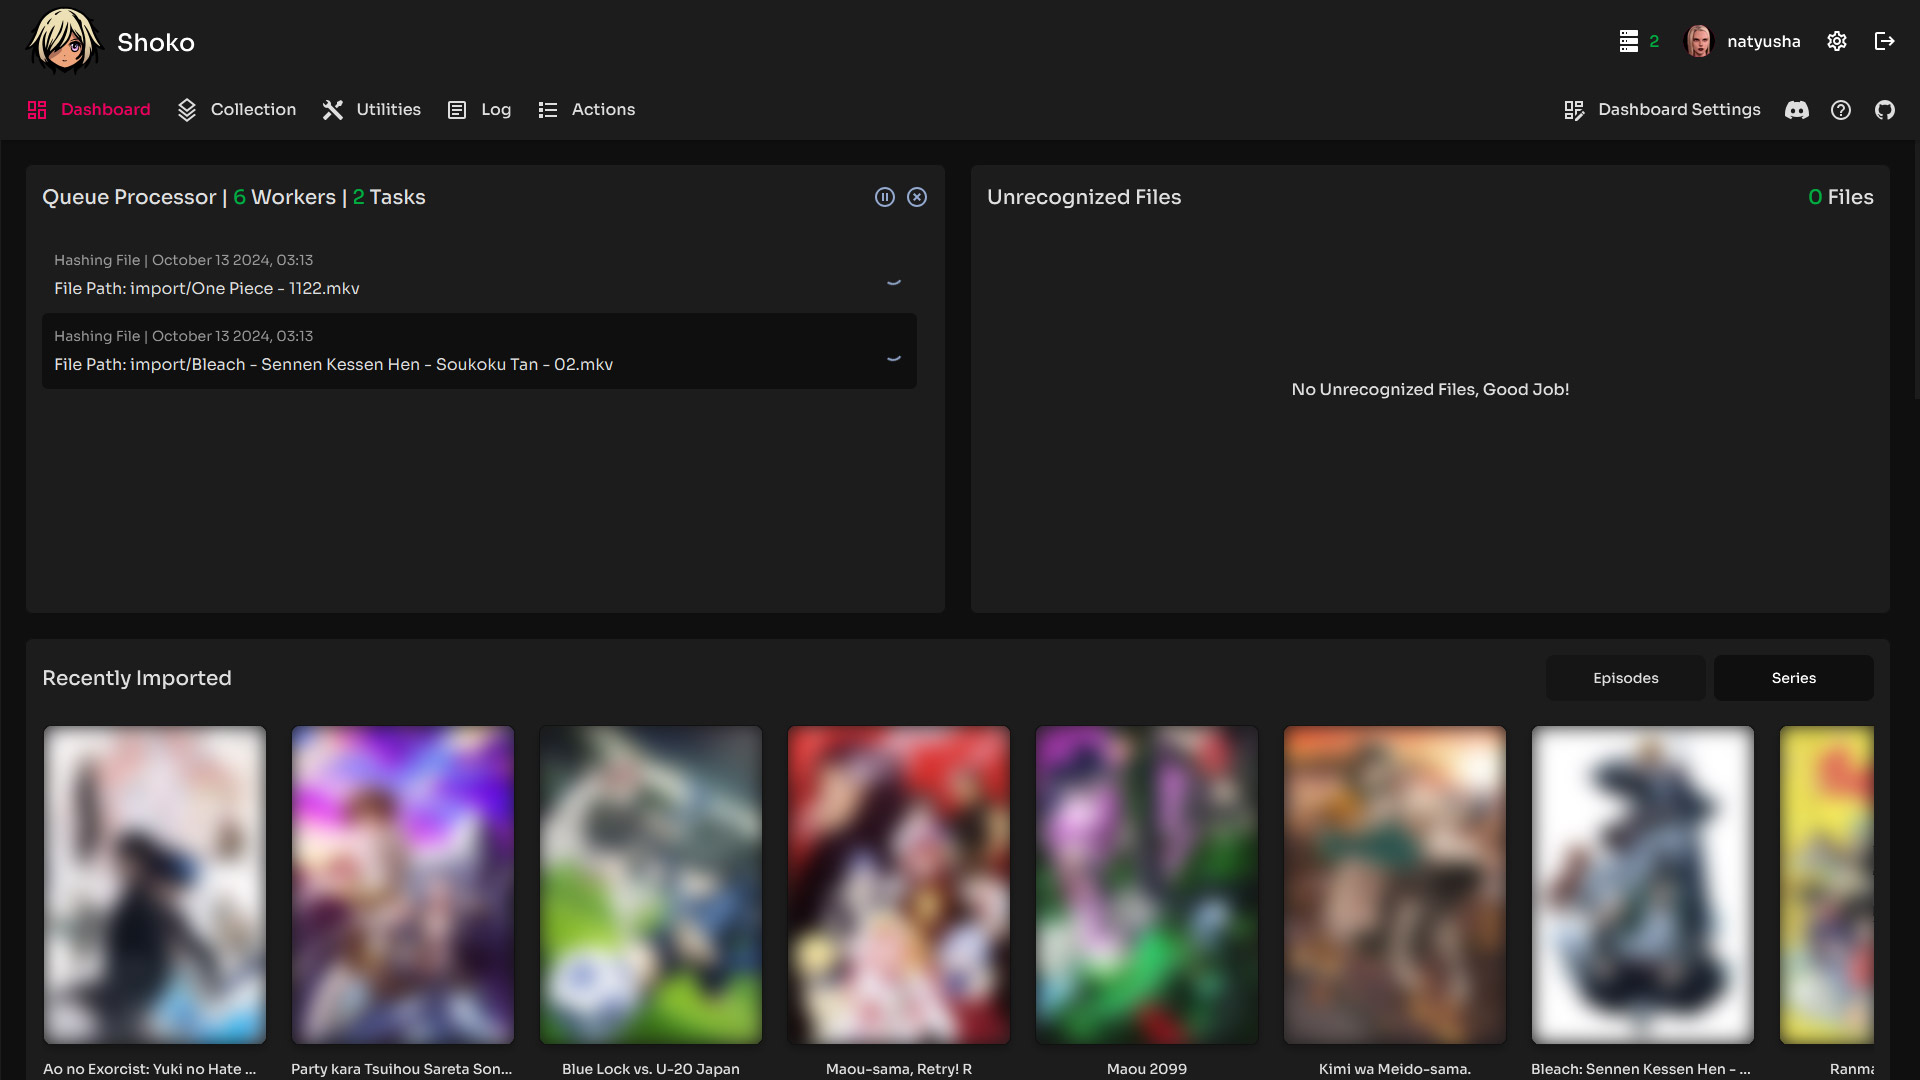 Shoko
2
natyusha
Dashboard
Collection
Utilities
Log
Actions
Dashboard Settings
Queue Processor | 6 Workers | 2 Tasks
Hashing File | October 13 2024, 03:13
File Path: import/One Piece - 1122.mkv
Hashing File | October 13 2024, 03:13
File Path: import/Bleach - Sennen Kessen Hen - Soukoku Tan - 02.mkv
Unrecognized Files
0 Files
No Unrecognized Files, Good Job!
Recently Imported
Episodes
Series
Ao no Exorcist: Yuki no Hate ...
Party kara Tsuihou Sareta Son...
Blue Lock vs. U-20 Japan
Maou-sama, Retry! R
Maou 2099
Kimi wa Meido-sama.
Bleach: Sennen Kessen Hen - ...
Ranma